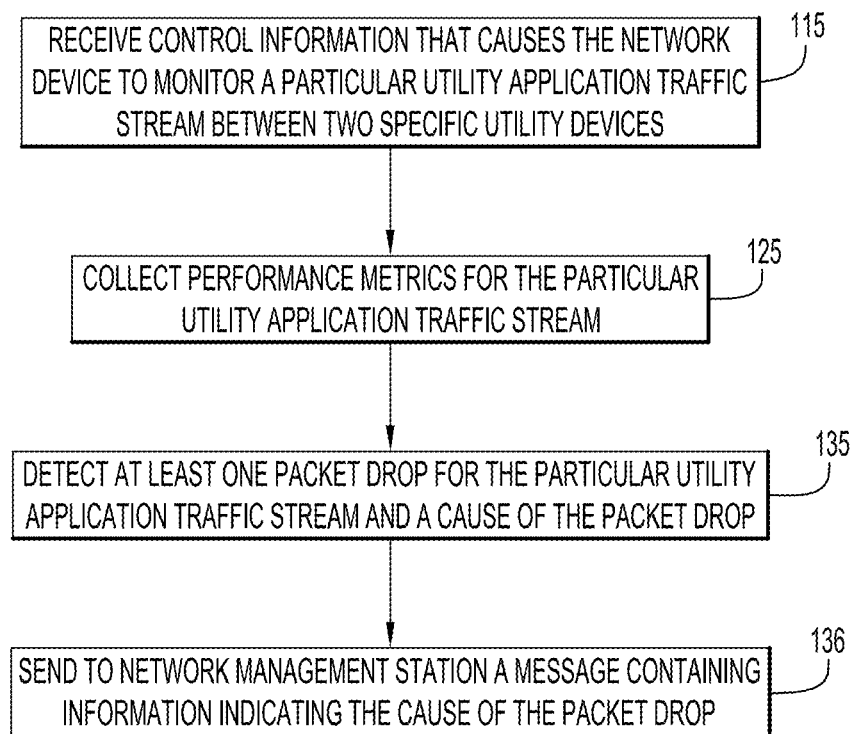 RECEIVE CONTROL INFORMATION THAT CAUSES THE NETWORK
DEVICE TO MONITOR A PARTICULAR UTILITY APPLICATION TRAFFIC
STREAM BETWEEN TWO SPECIFIC UTILITY DEVICES
115
COLLECT PERFORMANCE METRICS FOR THE PARTICULAR
UTILITY APPLICATION TRAFFIC STREAM
125
DETECT AT LEAST ONE PACKET DROP FOR THE PARTICULAR UTILITY
APPLICATION TRAFFIC STREAM AND A CAUSE OF THE PACKET DROP
135
SEND TO NETWORK MANAGEMENT STATION A MESSAGE CONTAINING
INFORMATION INDICATING THE CAUSE OF THE PACKET DROP
136